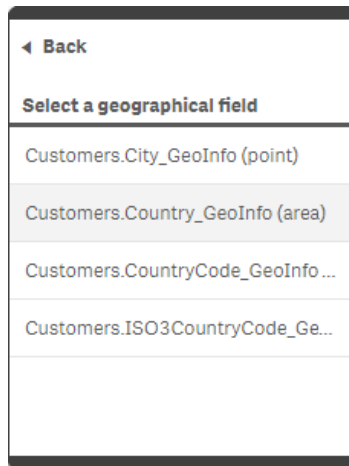 Back
Select a geographical field
Customers.City_GeoInfo (point)
Customers.Country_GeoInfo (area)
Customers.CountryCode_GeoInfo ...
Customers.ISO3CountryCode_Ge...